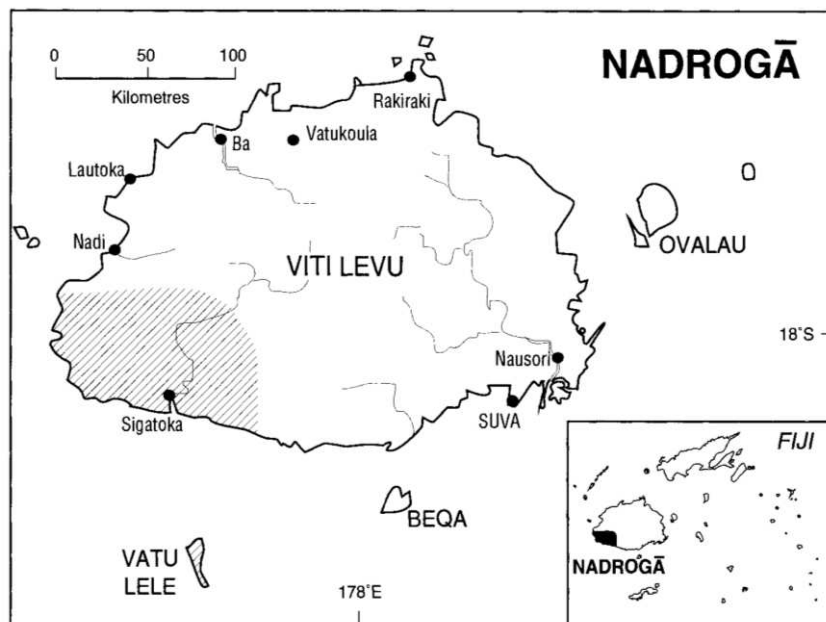 0 50 100
Kilometres
NADROGĀ
Rakiraki
Ba
Vatukoula
Lautoka
Nadi
VITI LEVU
OVALAU
18°S
Nausori
Sigatoka
SUVA
FIJI
BEQA
VATU
LELE
NADROGĀ
178°E